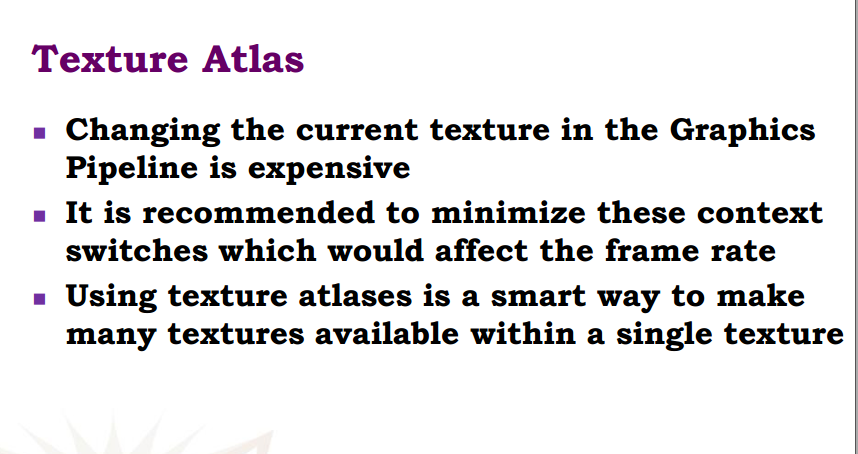 Texture Atlas
Changing the current texture in the Graphics
Pipeline is expensive
It is recommended to minimize these context
switches which would affect the frame rate
Using texture atlases is a smart way to make
many textures available within a single texture